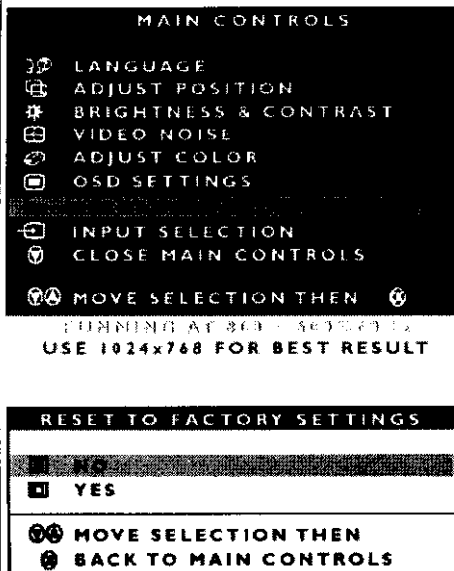 MAIN CONTROLS
LANGUAGE
ADJUST POSITION
BRIGHTNESS & CONTRAST
VIDEO NOISE
ADJUST COLOR
OSD SETTINGS
INPUT SELECTION
CLOSE MAIN CONTROLS
MOVE SELECTION THEN
RUNNING AT
USE 1024x768 FOR BEST RESULT
RESET TO FACTORY SETTINGS
NO
YES
MOVE SELECTION THEN
BACK TO MAIN CONTROLS